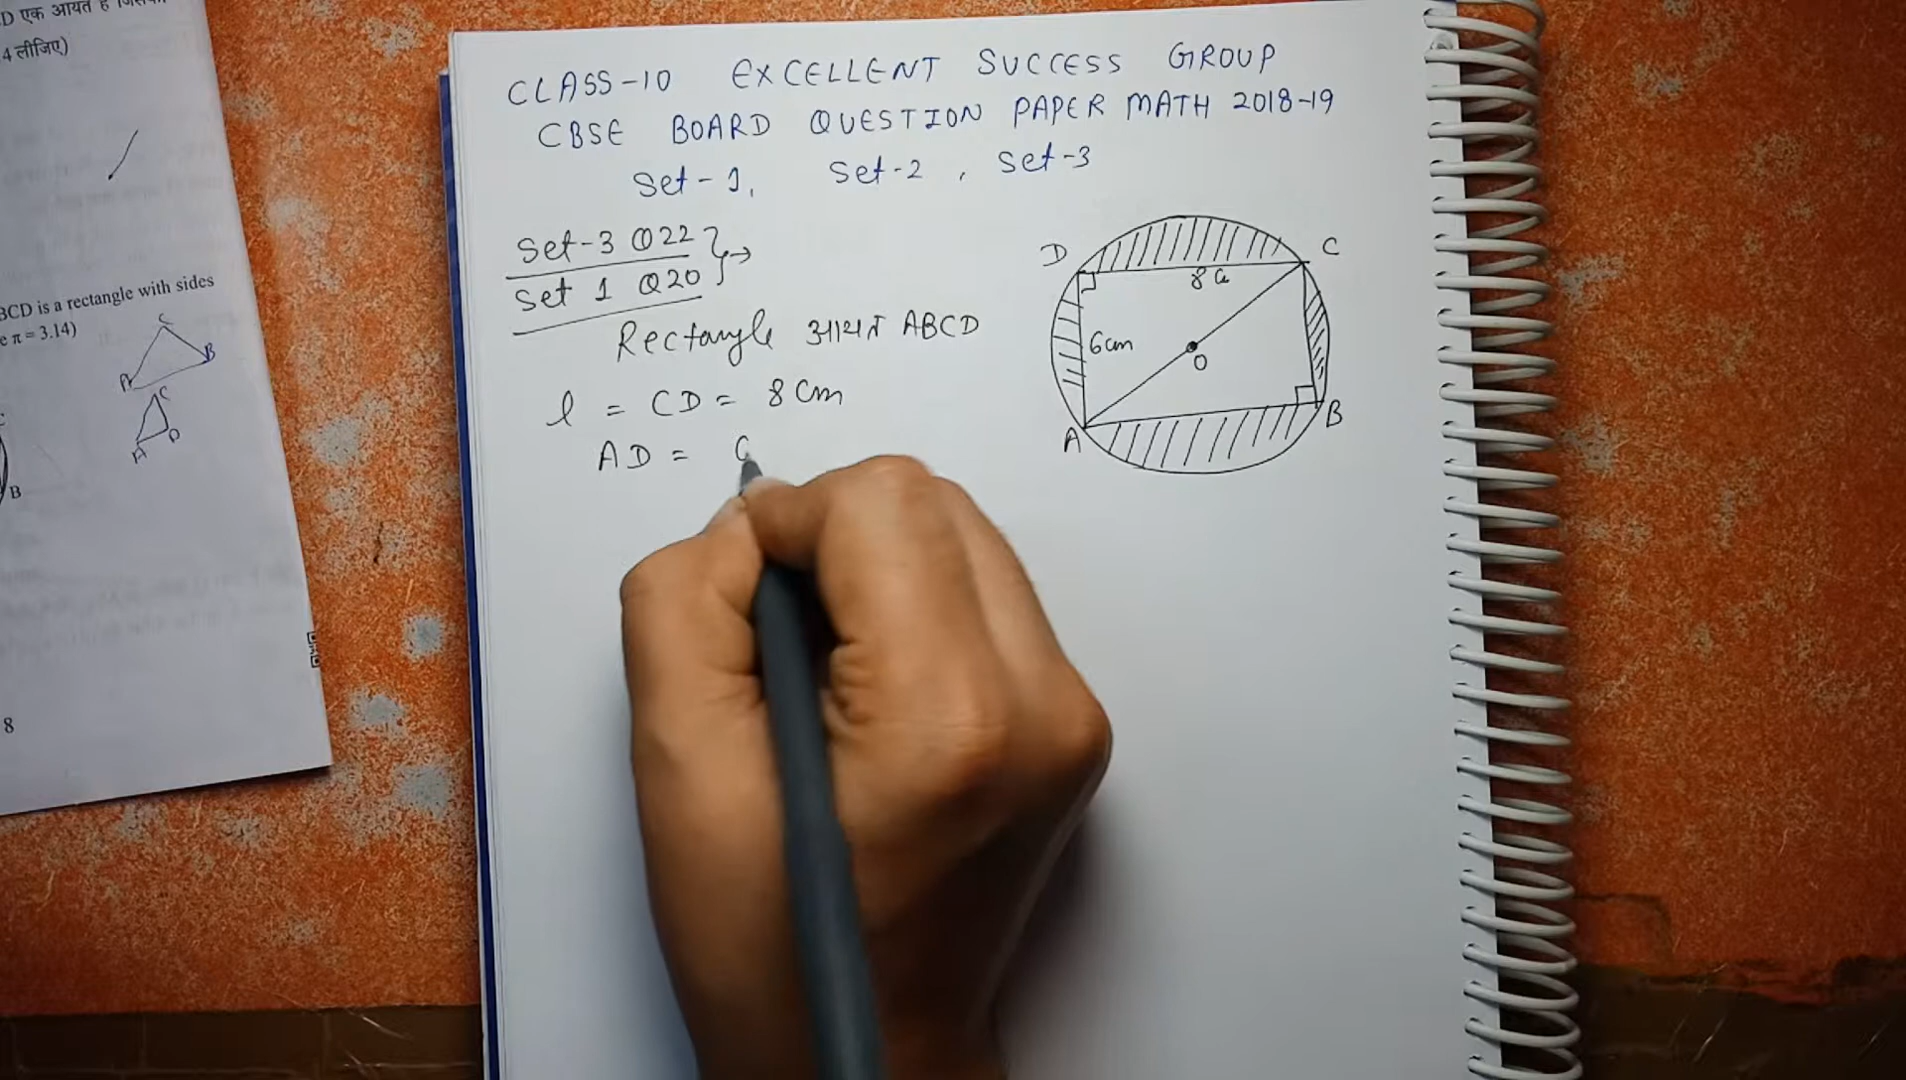 D एक आयत है
4 लीजिए)
BCD is a rectangle with sides
e π = 3.14)
C
A
B
C
A
D
B
8
CLASS-10 EXCELLENT SUCCESS GROUP
CBSE BOARD QUESTION PAPER MATH 2018-19
Set-1, Set-2, Set-3
Set-3 Q22
Set 1 Q20
Rectangle आयत ABCD
l = CD = 8 cm
AD =
D
C
8 c
6cm
O
A
B